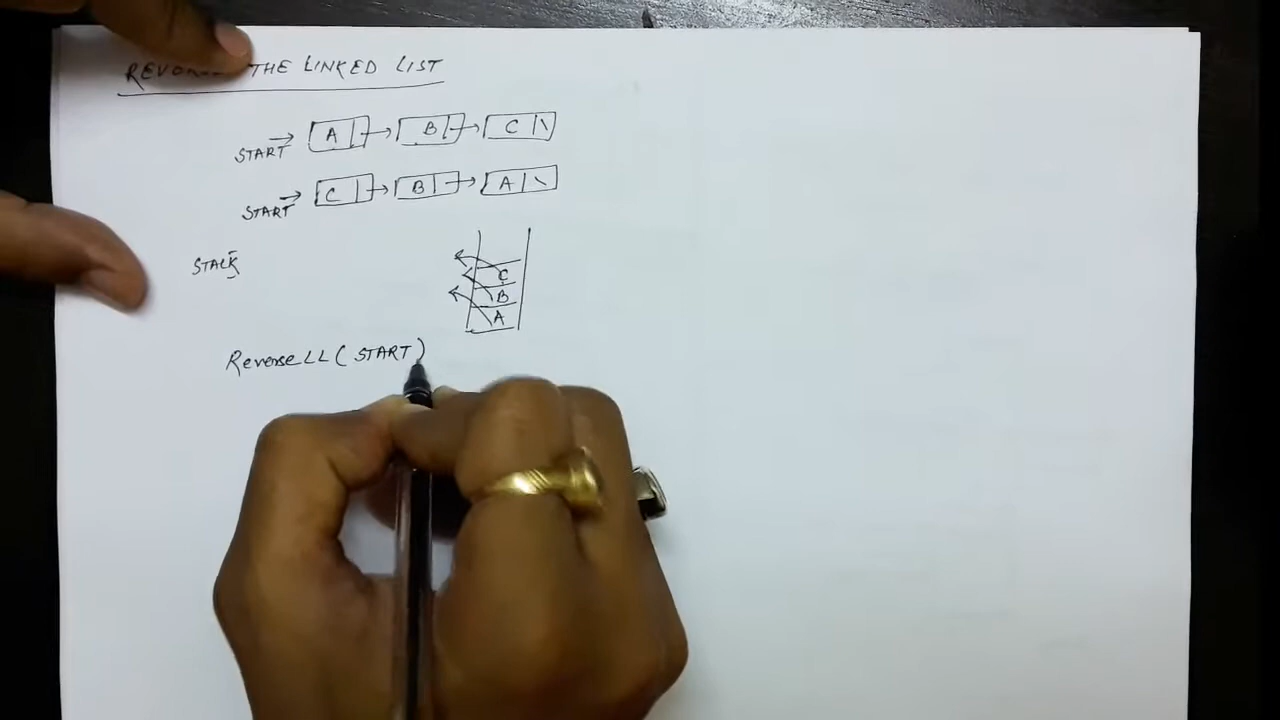 THE LINKED LIST
START → A → B → C \
START → C → B → A \
STACK
C
B
A
ReverseLL( START )